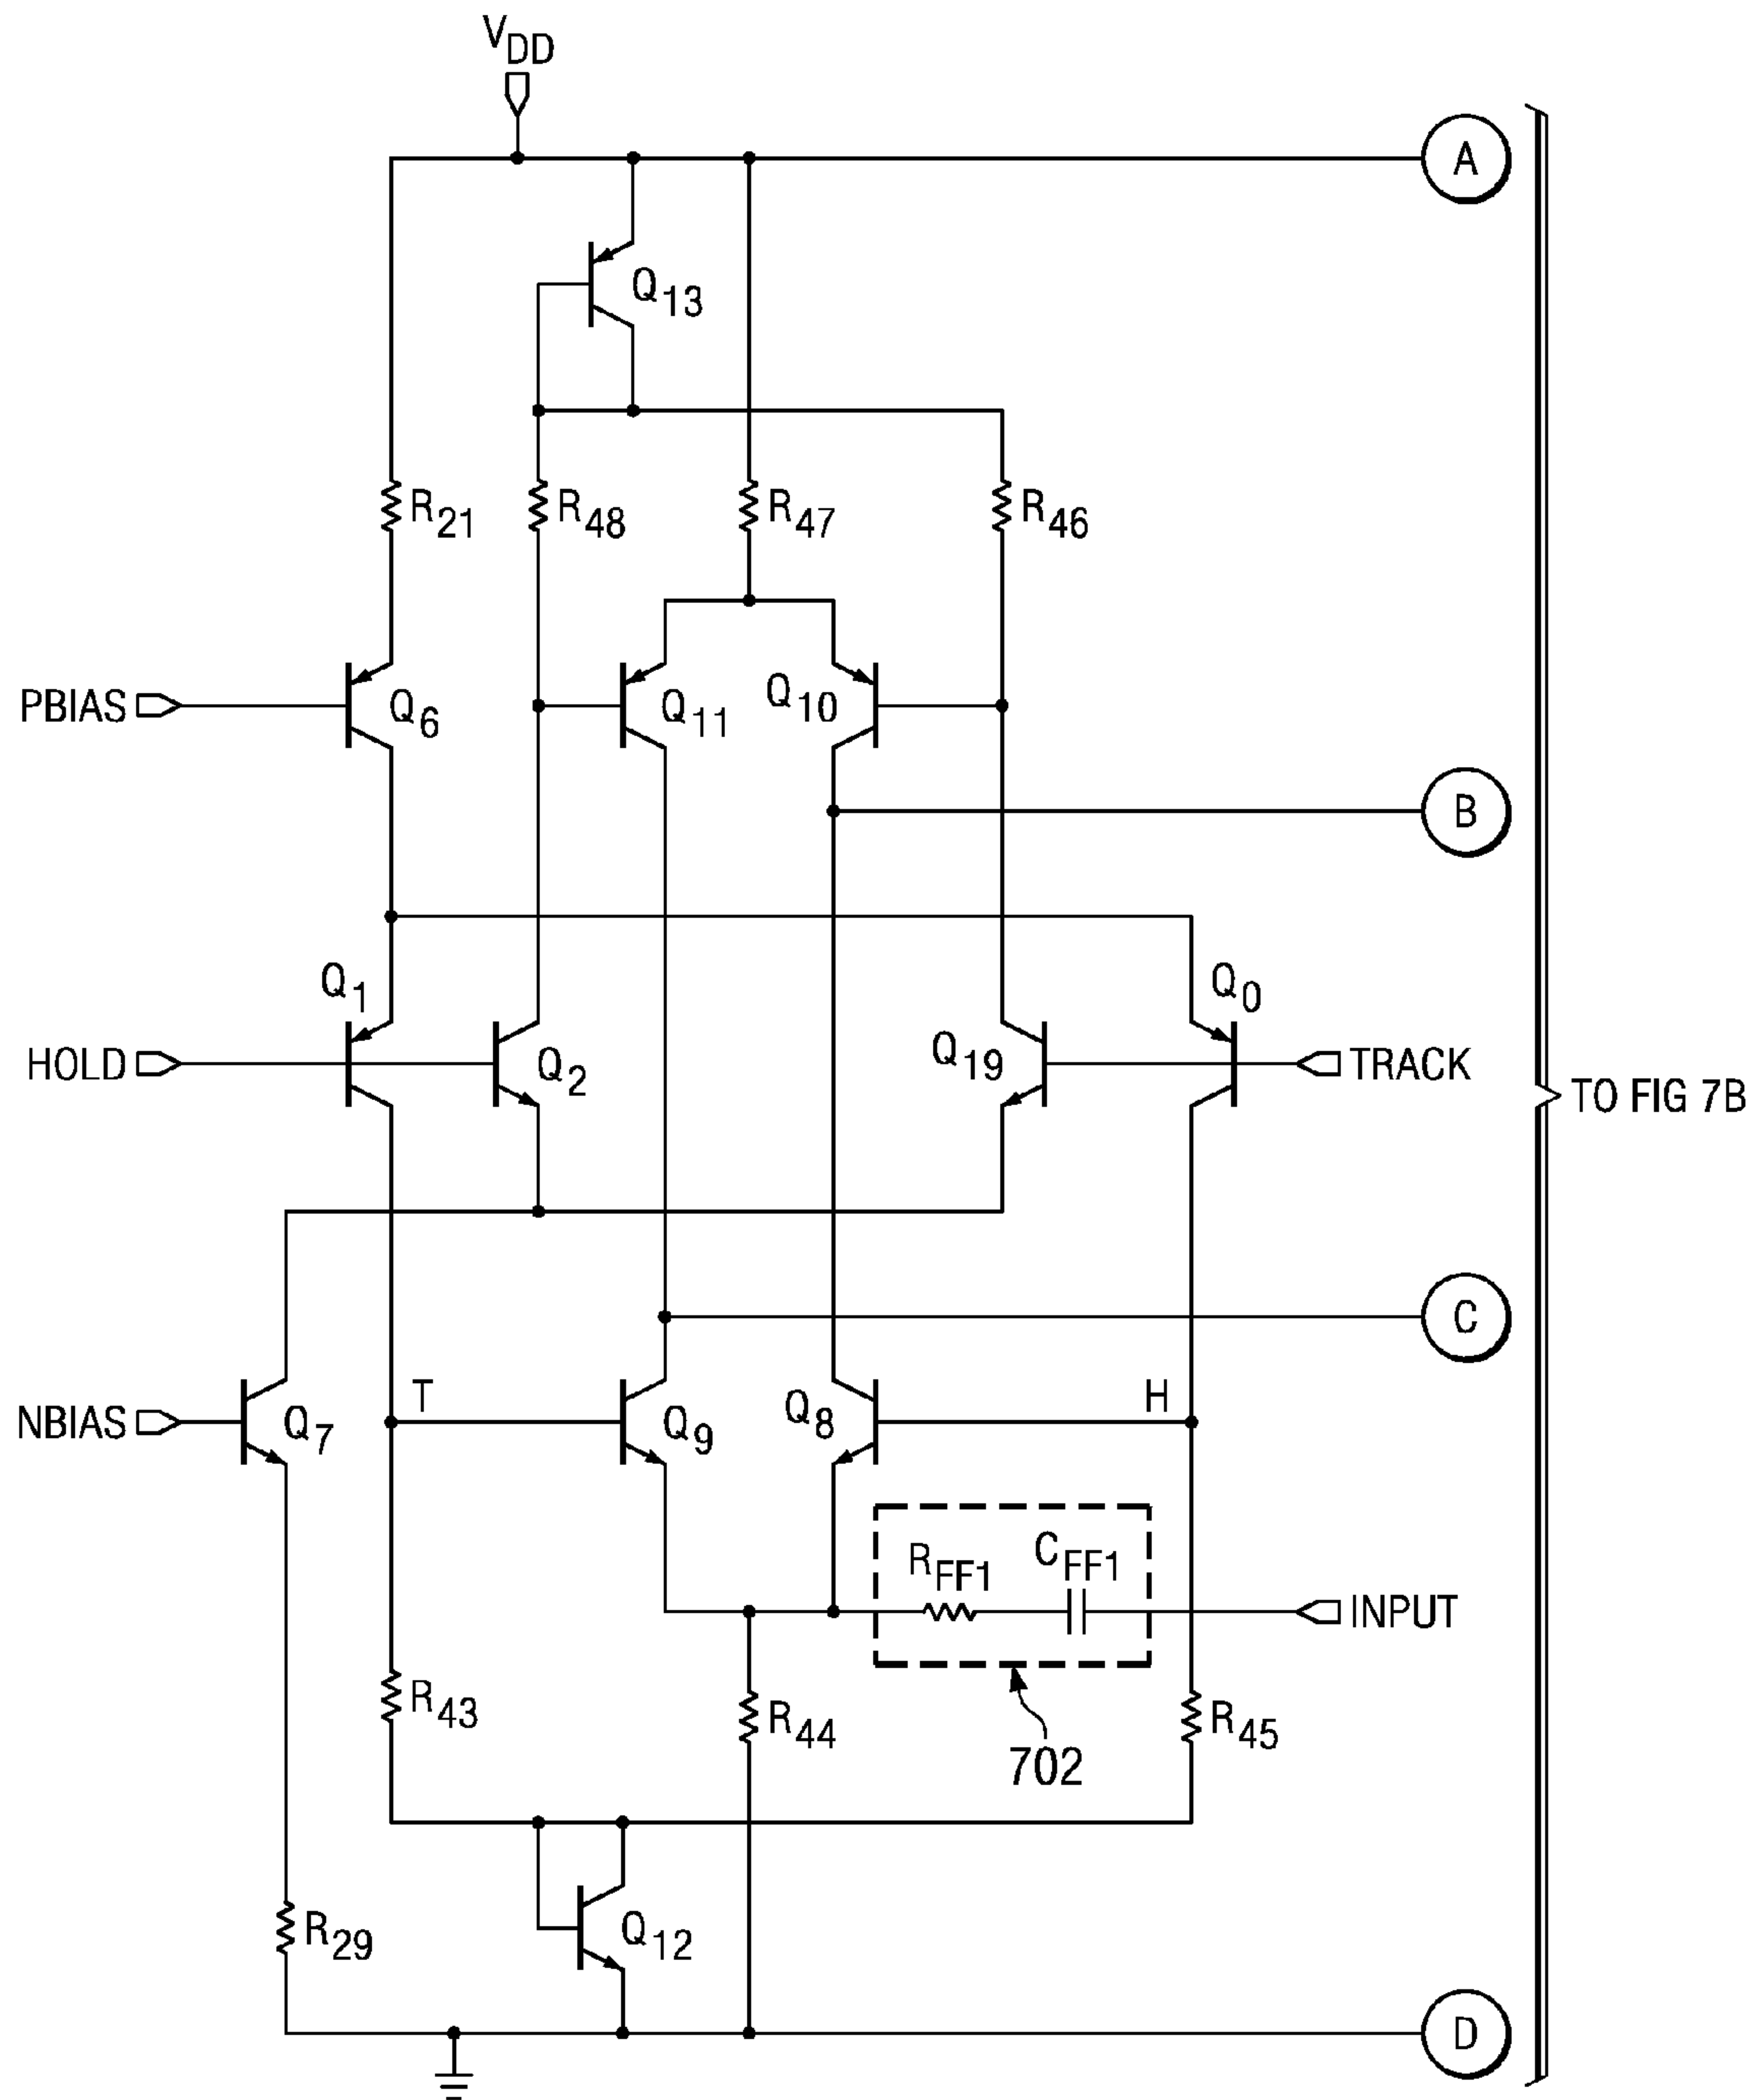 VDD
A
Q13
R21
R48
R47
R46
PBIAS
Q6
Q11
Q10
B
Q1
Q0
HOLD
Q2
Q19
TRACK
TO FIG 7B
C
T
H
NBIAS
Q7
Q9
Q8
RFF1
CFF1
INPUT
R43
R44
702
R45
R29
Q12
D